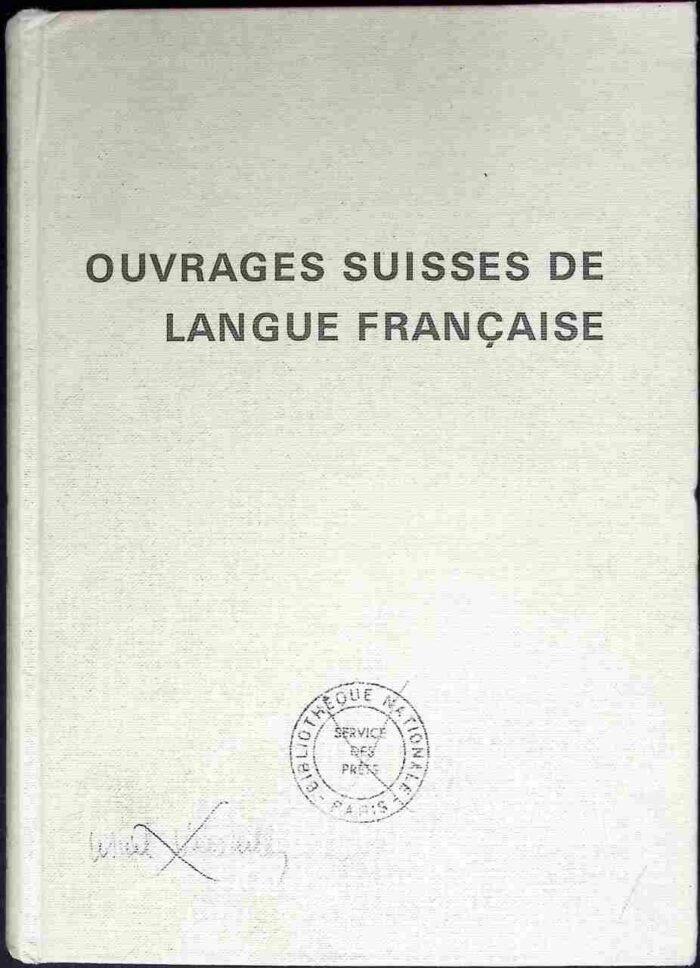 OUVRAGES SUISSES DE
LANGUE FRANÇAISE
BIBLIOTHÈQUE NATIONALE
SERVICE
DES
PRÊTS
- PARIS -